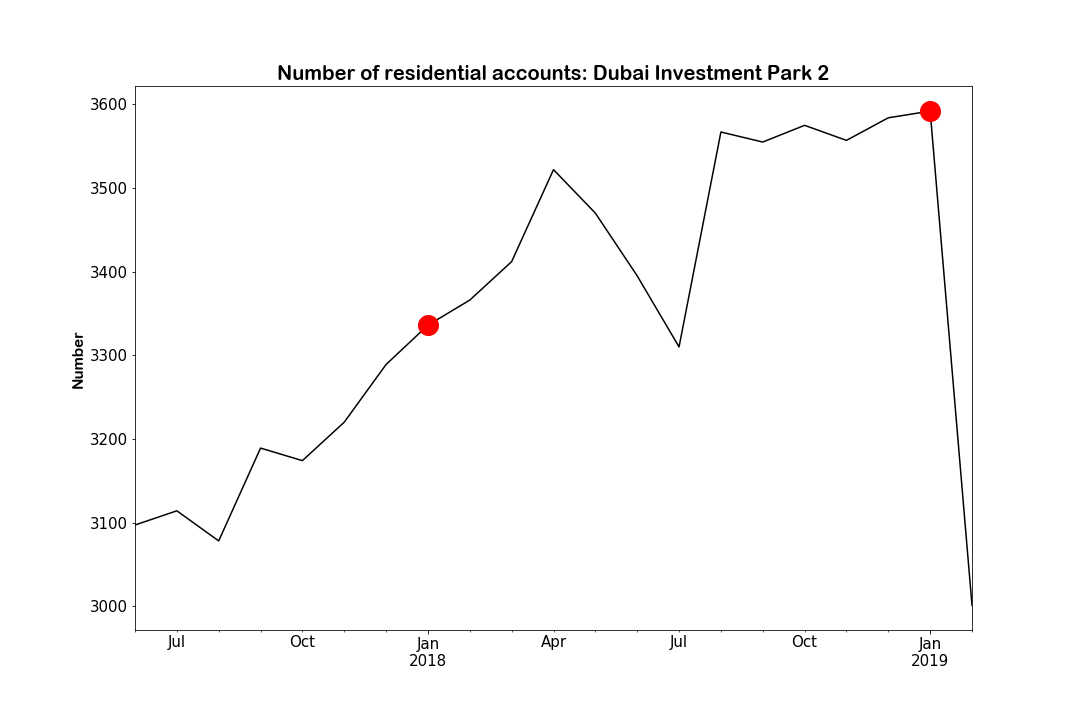 Number of residential accounts: Dubai Investment Park 2
3600
3500
3400
3300
3200
3100
3000
Number
Jul
Oct
Jan
2018
Apr
Jul
Oct
Jan
2019